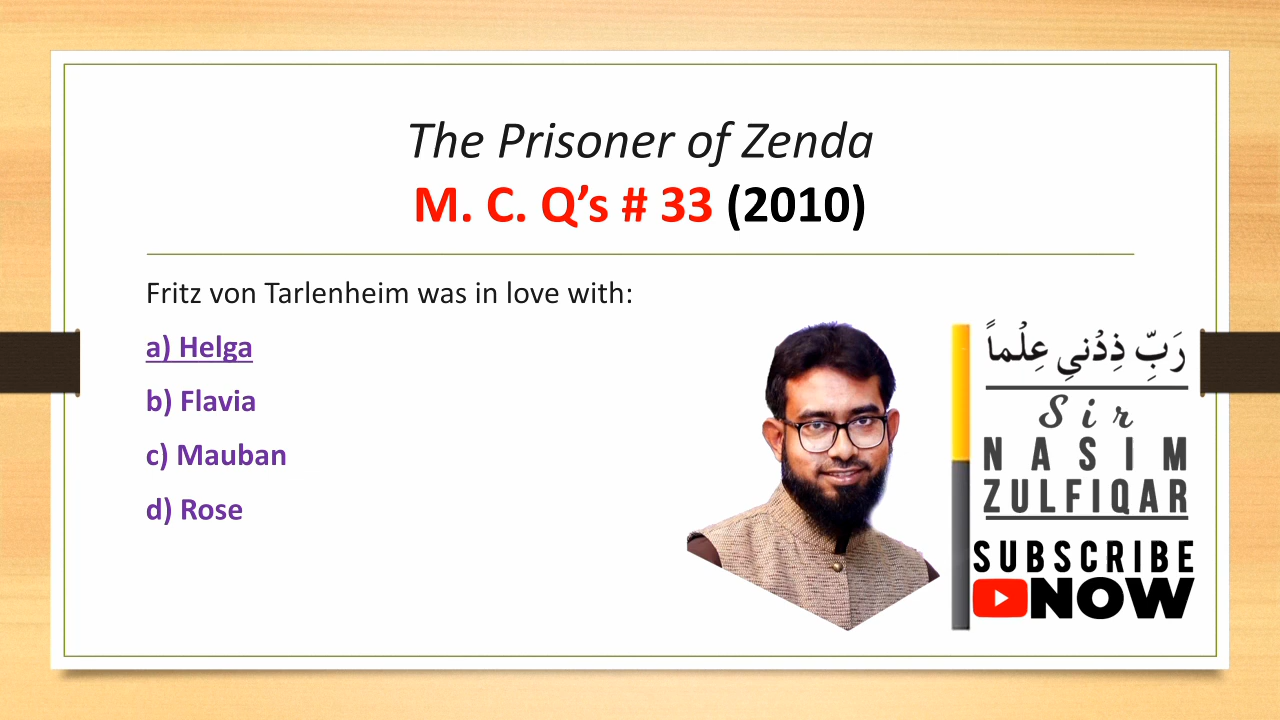 The Prisoner of Zenda
M. C. Q’s # 33 (2010)
Fritz von Tarlenheim was in love with:
a) Helga
b) Flavia
c) Mauban
d) Rose
رَبِّ ذِدْنيِ عِلْماً
Sir
NASIM
ZULFIQAR
SUBSCRIBE
NOW